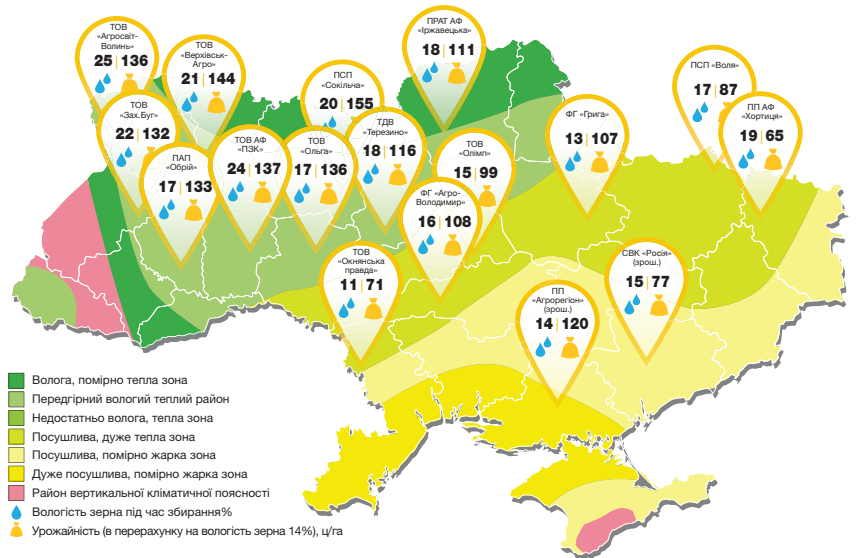 ТОВ
«Агросвіт-
Волинь»
25 | 136
ТОВ
«Верхівськ-
Агро»
21 | 144
ПРАТ АФ
«Іржавецька»
18 | 111
ПСП
«Сокільча»
20 | 155
ПСП «Воля»
17 | 87
ТОВ
«Зах.Буг»
22 | 132
ТДВ
«Терезино»
18 | 116
ФГ «Грига»
13 | 107
ПП АФ
«Хортиця»
19 | 65
ПАП
«Обрій»
17 | 133
ТОВ АФ
«ПЗК»
24 | 137
ТОВ
«Ольга»
17 | 136
ТОВ
«Олімп»
15 | 99
ФГ «Агро-
Володимир»
16 | 108
ТОВ
«Окнянська
правда»
11 | 71
СВК «Росія»
(зрош.)
15 | 77
ПП
«Агрорегіон»
(зрош.)
14 | 120
Волога, помірно тепла зона
Передгірний вологий теплий район
Недостатньо волога, тепла зона
Посушлива, дуже тепла зона
Посушлива, помірно жарка зона
Дуже посушлива, помірно жарка зона
Район вертикальної кліматичної поясності
Вологість зерна під час збирання%
Урожайність (в перерахунку на вологість зерна 14%), ц/га